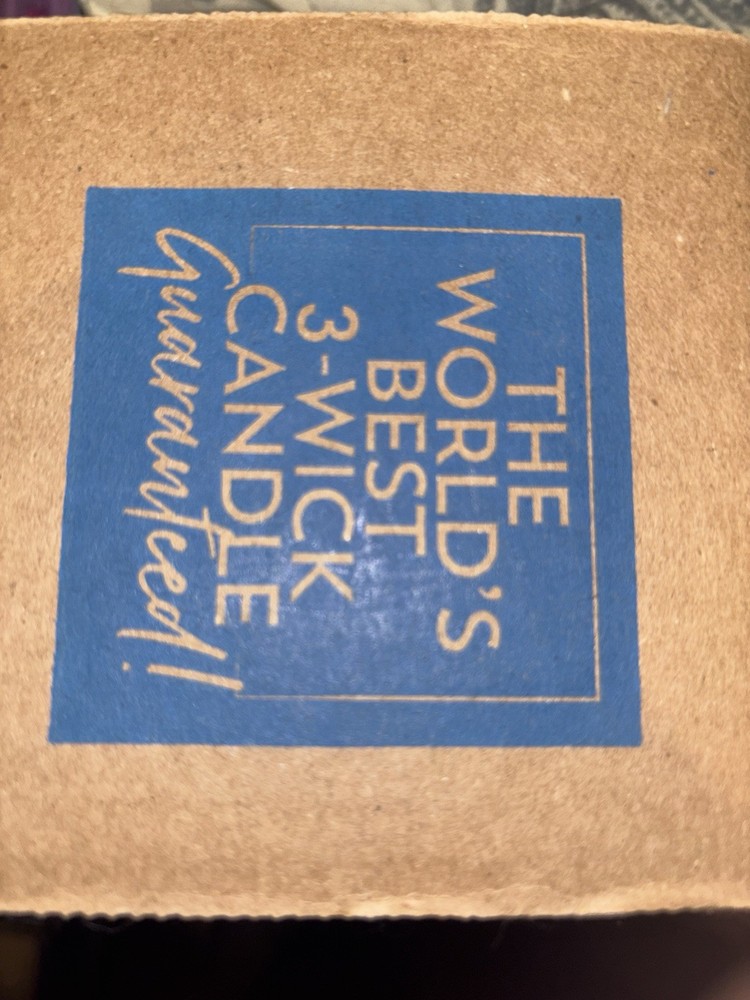 THE
WORLD'S
BEST
3-WICK
CANDLE
Guaranteed!